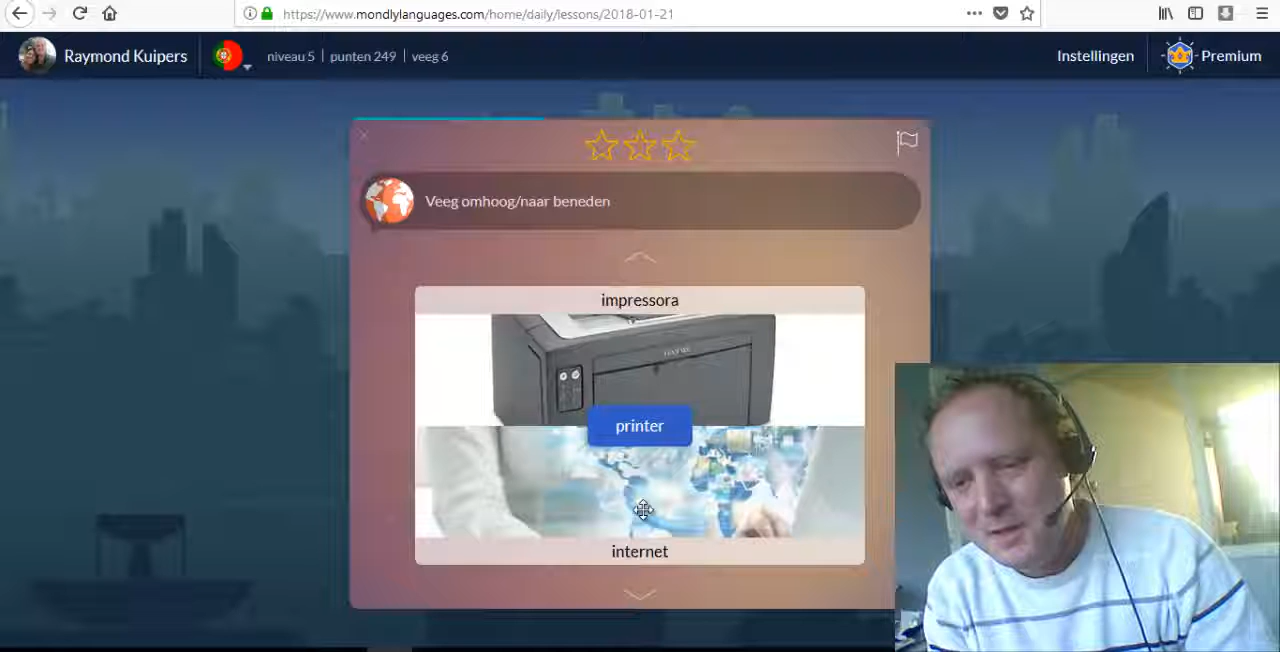 https://www.mondlylanguages.com/home/daily/lessons/2018-01-21
Raymond Kuipers
niveau 5 | punten 249 | veeg 6
Instellingen
Premium
Veeg omhoog/naar beneden
impressora
printer
internet